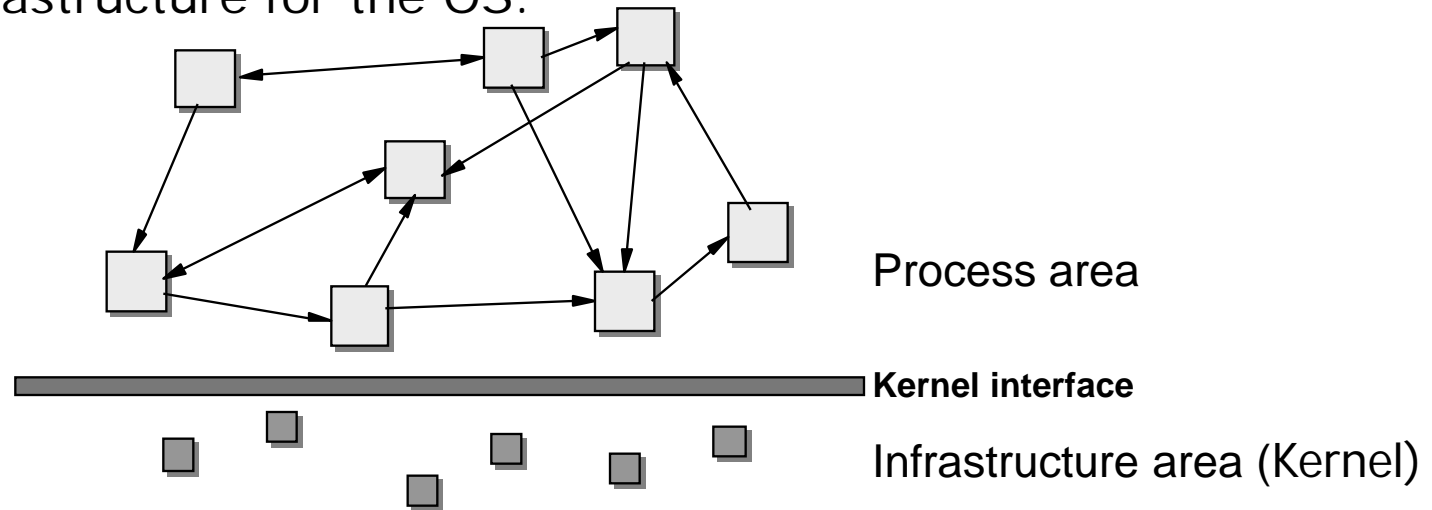 astructure for the OS.
Process area
Kernel interface
Infrastructure area (Kernel)